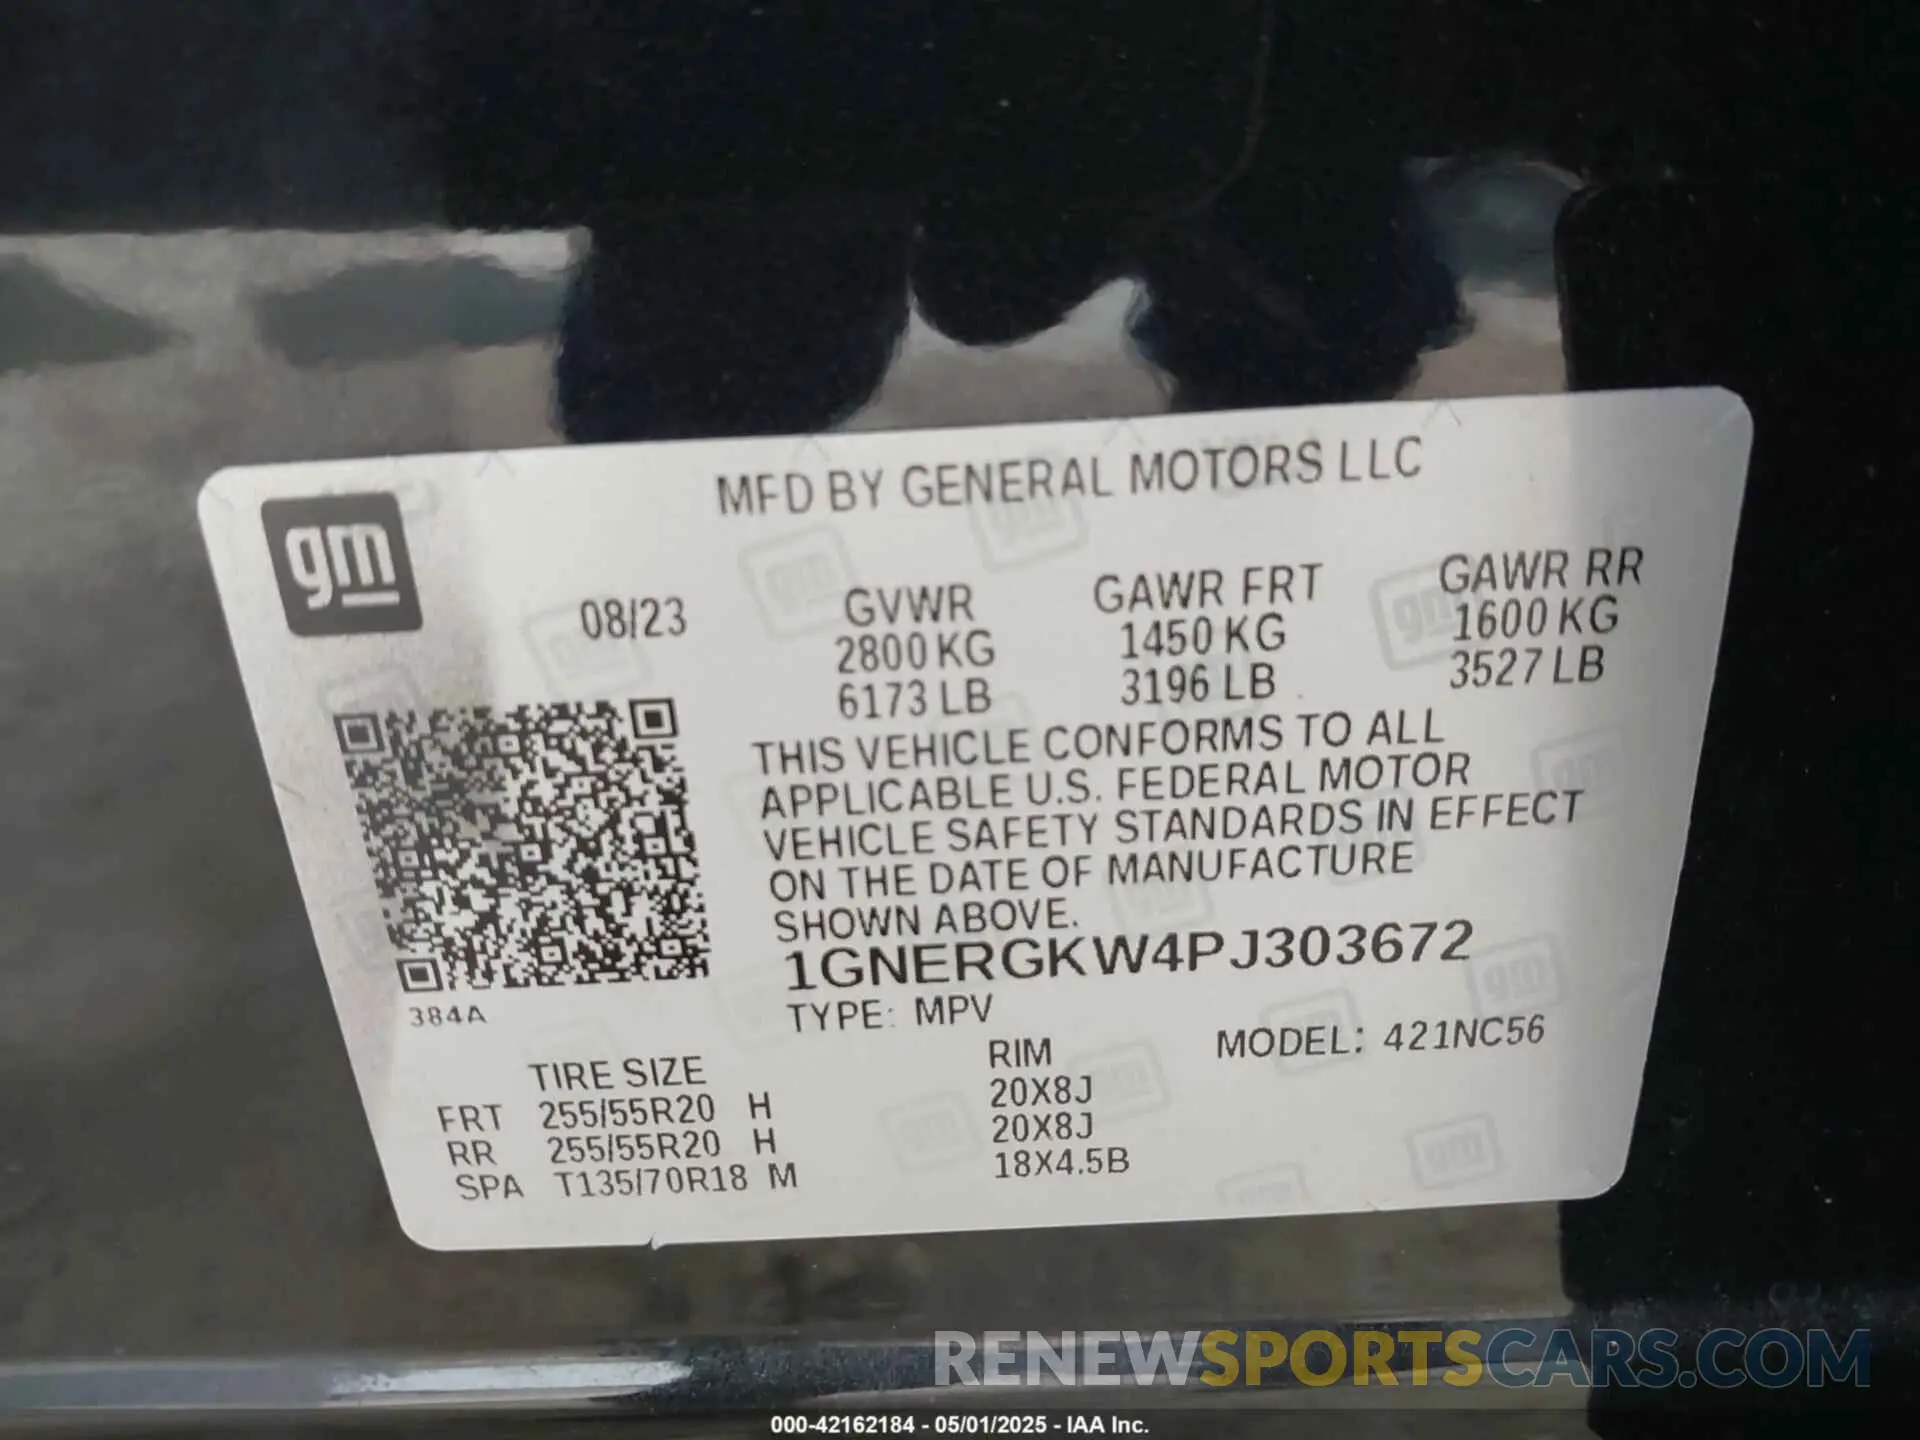 gm
MFD BY GENERAL MOTORS LLC
08/23
GVWR
2800 KG
6173 LB
GAWR FRT
1450 KG
3196 LB
GAWR RR
1600 KG
3527 LB
THIS VEHICLE CONFORMS TO ALL
APPLICABLE U.S. FEDERAL MOTOR
VEHICLE SAFETY STANDARDS IN EFFECT
ON THE DATE OF MANUFACTURE
SHOWN ABOVE.
1GNERGKW4PJ303672
TYPE: MPV
MODEL: 421NC56
384A
TIRE SIZE RIM
FRT 255/55R20 H 20X8J
RR 255/55R20 H 20X8J
SPA T135/70R18 M 18X4.5B
RENEWSPORTSCARS.COM
000-42162184 - 05/01/2025 - IAA Inc.